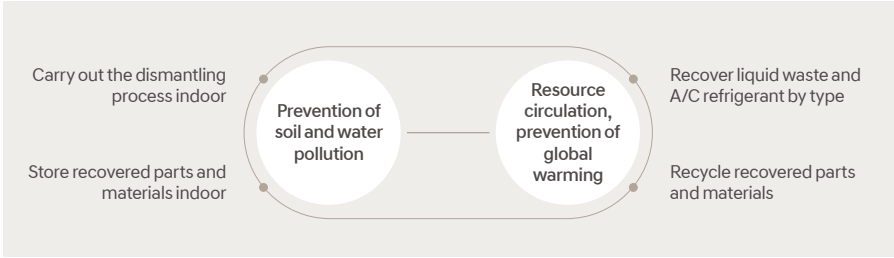 Carry out the dismantling
process indoor
Store recovered parts and
materials indoor
Prevention of
soil and water
pollution
Resource
circulation,
prevention of
global
warming
Recover liquid waste and
A/C refrigerant by type
Recycle recovered parts
and materials